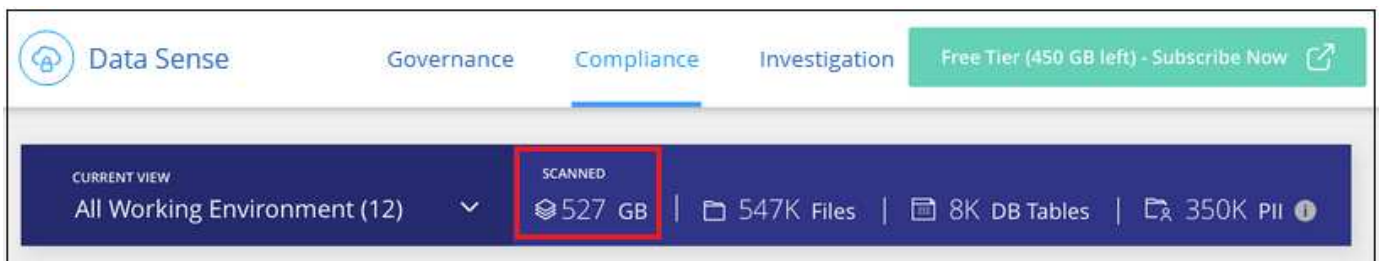 Data Sense Governance Compliance Investigation Free Tier (450 GB left) - Subscribe Now
CURRENT VIEW SCANNED
All Working Environment (12) 527 GB | 547K Files | 8K DB Tables | 350K PII